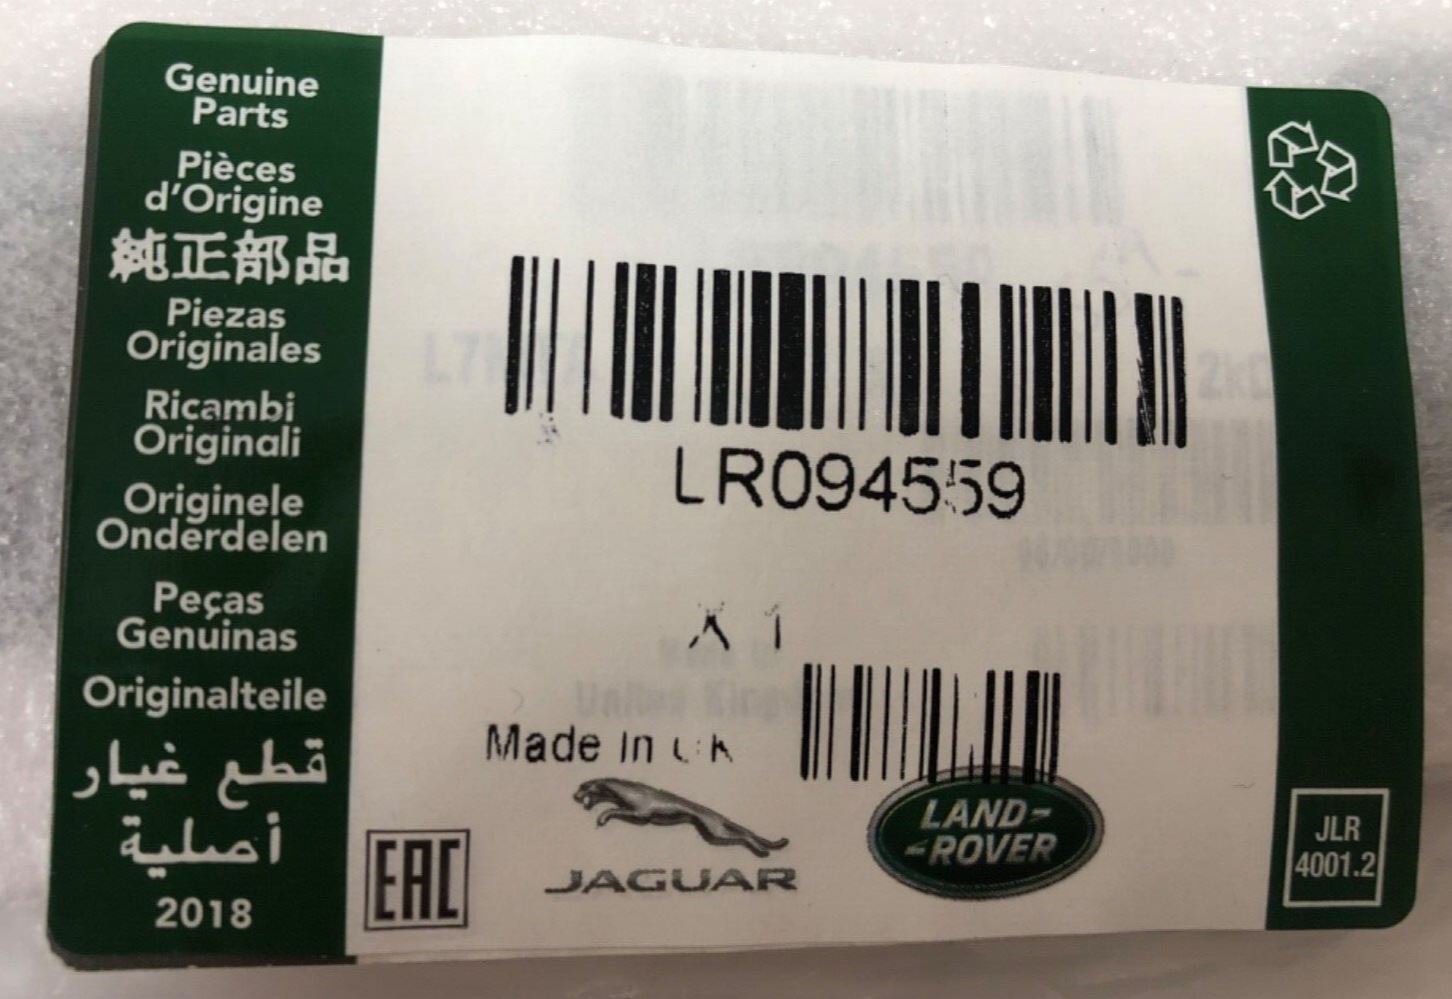 Genuine
Parts
Pièces
d'Origine
純正部品
Piezas
Originales
Ricambi
Originali
Originele
Onderdelen
Peças
Genuinas
Originalteile
قطع غيار
أصلية
2018
LR094559
X 1
Made in UK
EAC
JAGUAR
LAND-
-ROVER
JLR
4001.2